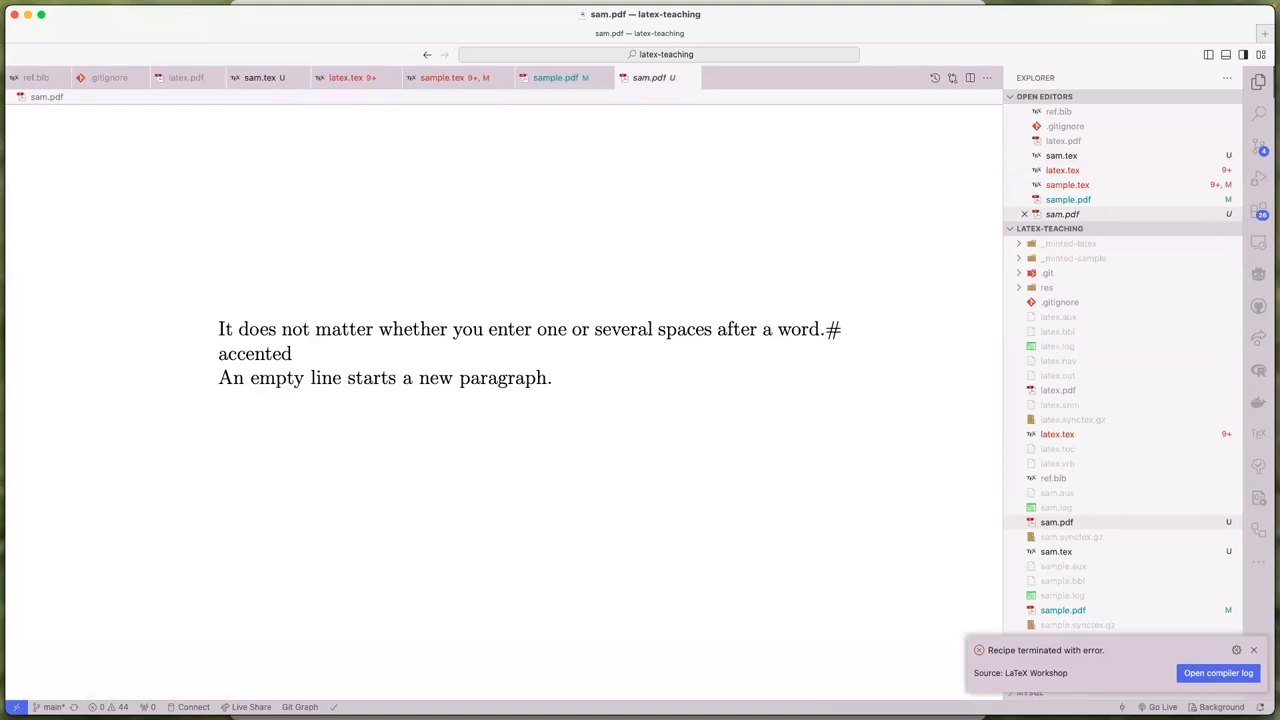 sam.pdf — latex-teaching
sam.pdf — latex-teaching
latex-teaching
ref.bib
.gitignore
latex.pdf
sam.tex U
latex.tex 9+
sample.tex 9+, M
sample.pdf M
sam.pdf U
sam.pdf
It does not matter whether you enter one or several spaces after a word.#
accented
An empty line starts a new paragraph.
EXPLORER
OPEN EDITORS
ref.bib
.gitignore
latex.pdf
sam.tex U
latex.tex 9+
sample.tex 9+, M
sample.pdf M
sam.pdf U
LATEX-TEACHING
_minted-latex
_minted-sample
.git
res
.gitignore
latex.aux
latex.bbl
latex.log
latex.nav
latex.out
latex.pdf
latex.snm
latex.synctex.gz
latex.tex 9+
latex.toc
latex.vrb
ref.bib
sam.aux
sam.log
sam.pdf U
sam.synctex.gz
sam.tex U
sample.aux
sample.bbl
sample.log
sample.pdf M
sample.synctex.gz
4
26
Recipe terminated with error.
Source: LaTeX Workshop
Open compiler log
MYSQL
main*
0 44
0
Connect
Live Share
Git Graph
Go Live
Background